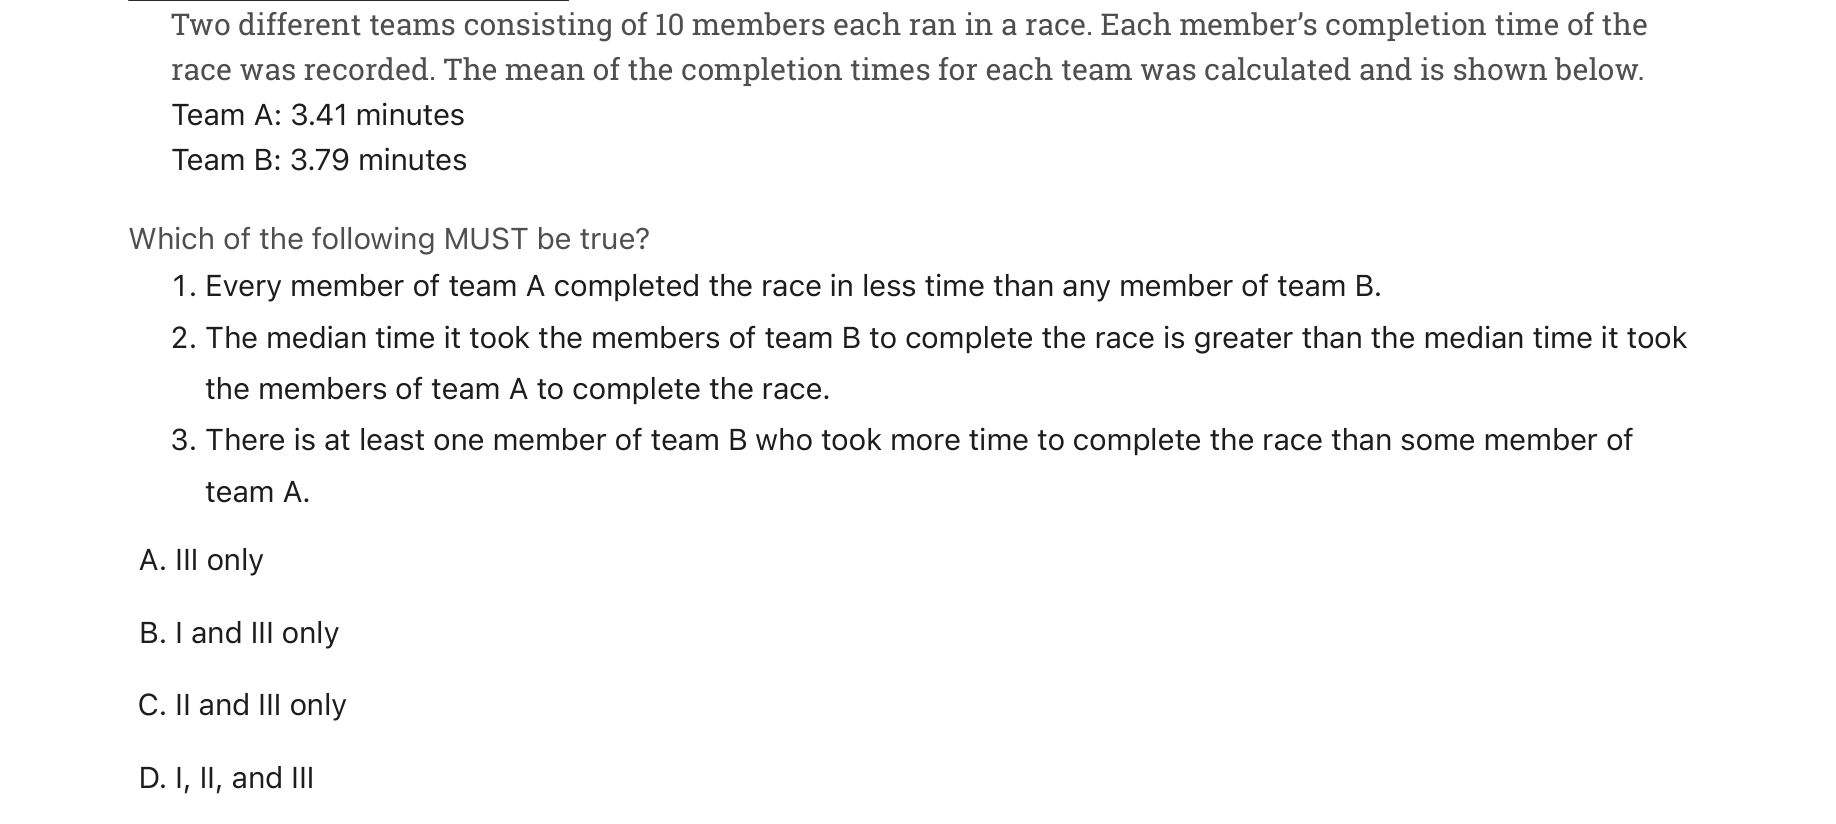 Two different teams consisting of 10 members each ran in a race. Each member’s completion time of the
race was recorded. The mean of the completion times for each team was calculated and is shown below.
Team A: 3.41 minutes
Team B: 3.79 minutes
Which of the following MUST be true?
1. Every member of team A completed the race in less time than any member of team B.
2. The median time it took the members of team B to complete the race is greater than the median time it took
the members of team A to complete the race.
3. There is at least one member of team B who took more time to complete the race than some member of
team A.
A. III only
B. I and III only
C. II and III only
D. I, II, and III